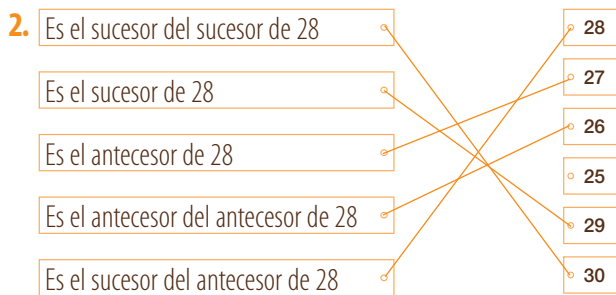 2. Es el sucesor del sucesor de 28
Es el sucesor de 28
Es el antecesor de 28
Es el antecesor del antecesor de 28
Es el sucesor del antecesor de 28
28
27
26
25
29
30